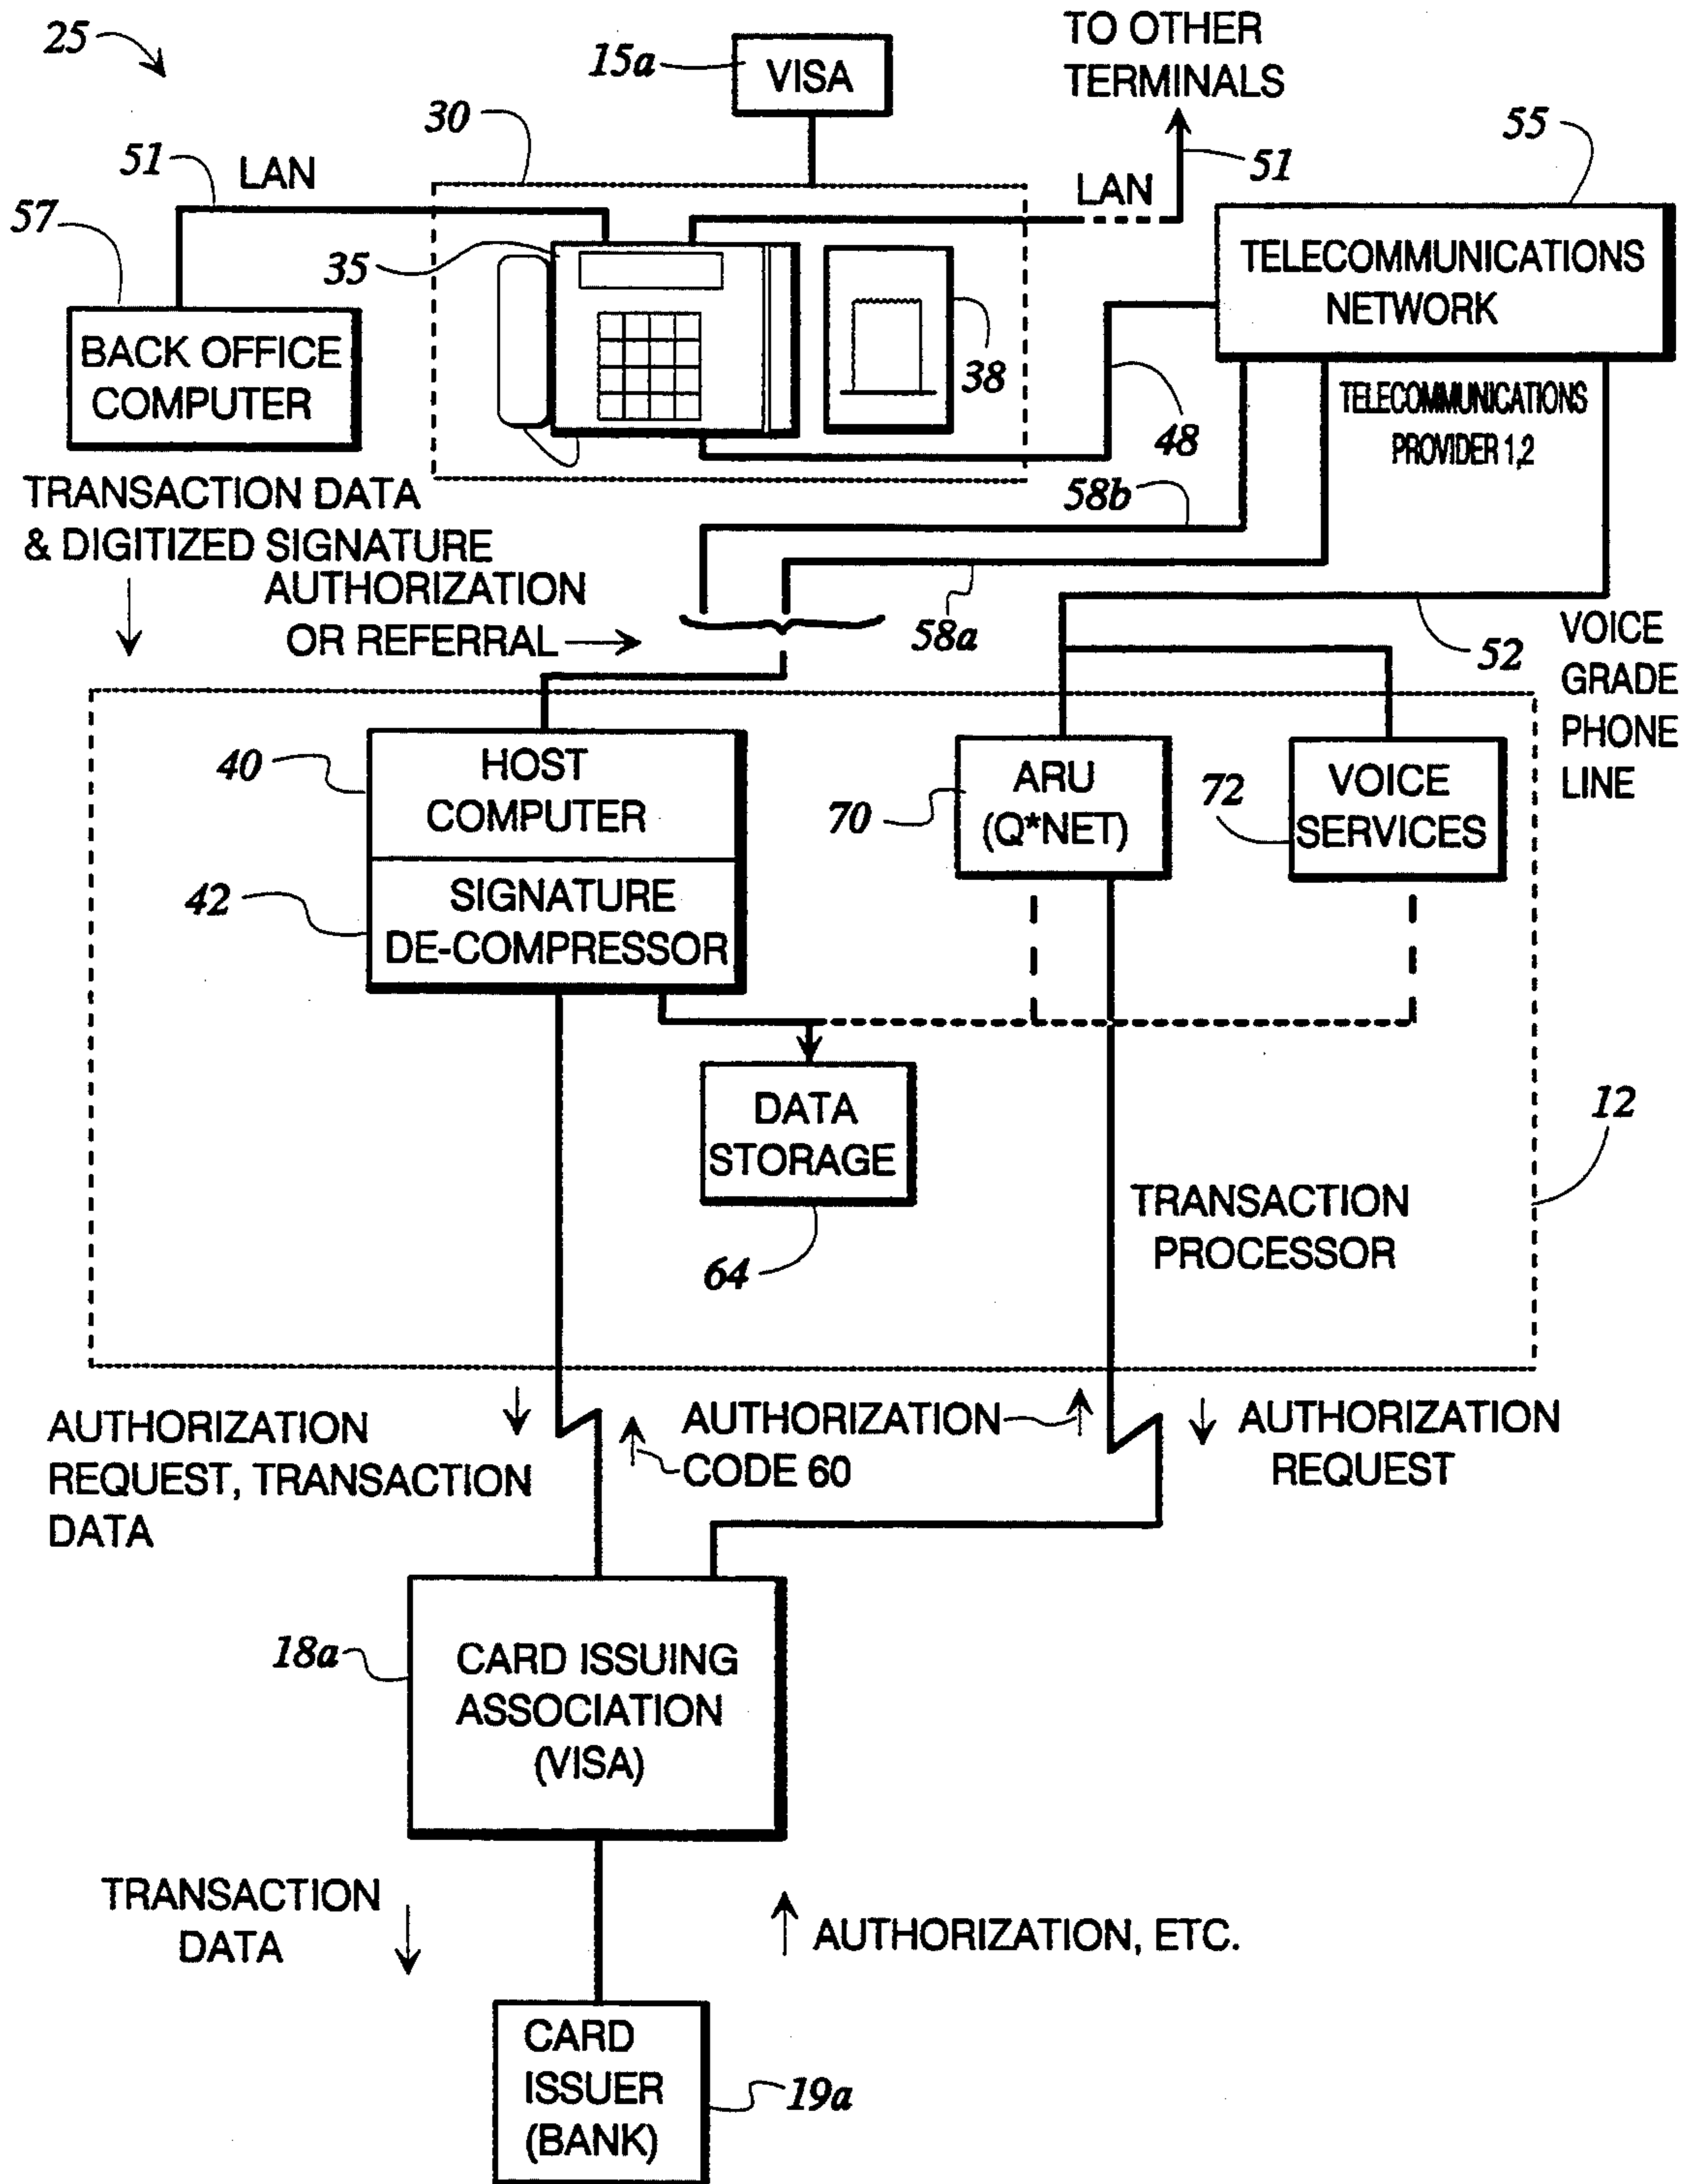 25
15a
VISA
TO OTHER
TERMINALS
30
51
LAN
LAN
51
55
57
35
TELECOMMUNICATIONS
NETWORK
BACK OFFICE
COMPUTER
38
48
TELECOMMUNICATIONS
PROVIDER 1,2
TRANSACTION DATA
& DIGITIZED SIGNATURE
58b
AUTHORIZATION
OR REFERRAL
58a
52
VOICE
GRADE
PHONE
LINE
40
HOST
COMPUTER
70
ARU
(Q*NET)
72
VOICE
SERVICES
42
SIGNATURE
DE-COMPRESSOR
DATA
STORAGE
64
12
TRANSACTION
PROCESSOR
AUTHORIZATION
REQUEST, TRANSACTION
DATA
AUTHORIZATION
CODE 60
AUTHORIZATION
REQUEST
18a
CARD ISSUING
ASSOCIATION
(VISA)
TRANSACTION
DATA
AUTHORIZATION, ETC.
CARD
ISSUER
(BANK)
19a